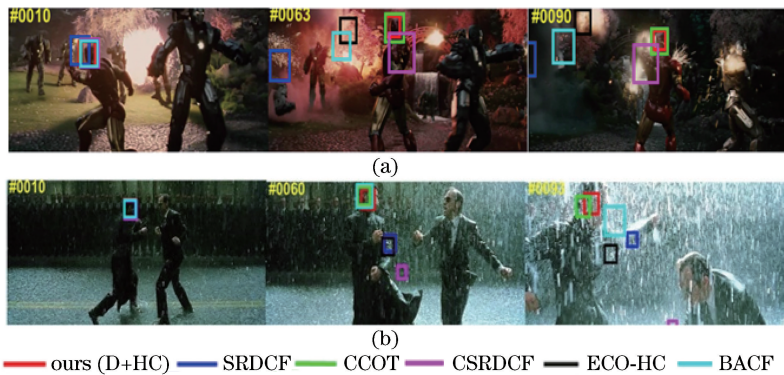 #0010 #0063 #0090
(a)
#0010 #0060 #0093
(b)
ours (D+HC) SRDCF CCOT CSRDCF ECO-HC BACF